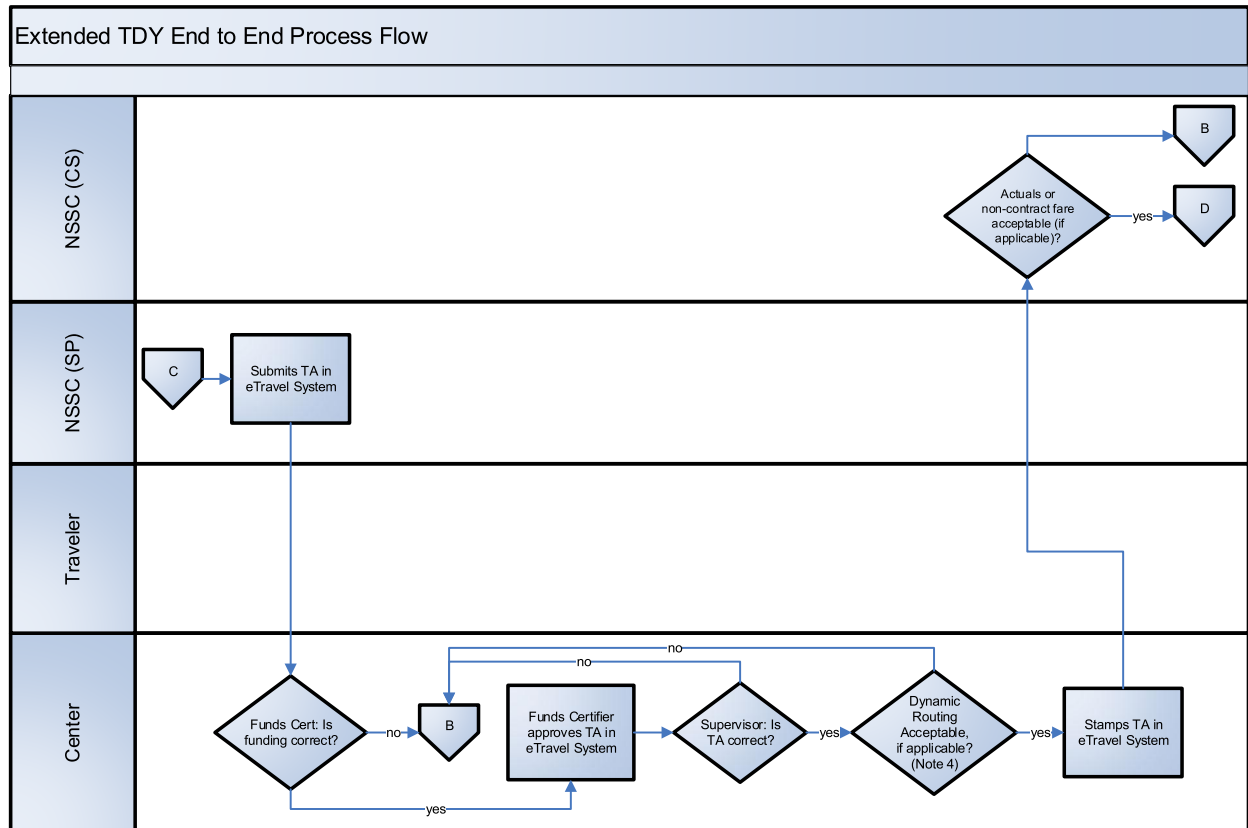 Extended TDY End to End Process Flow
NSSC (CS)
B
Actuals or
non-contract fare
acceptable (if
applicable)?
yes
D
NSSC (SP)
C
Submits TA in
eTravel System
Traveler
Center
no
no
Funds Cert: Is
funding correct?
no
B
Funds Certifier
approves TA in
eTravel System
Supervisor: Is
TA correct?
yes
Dynamic
Routing
Acceptable,
if applicable?
(Note 4)
yes
Stamps TA in
eTravel System
yes